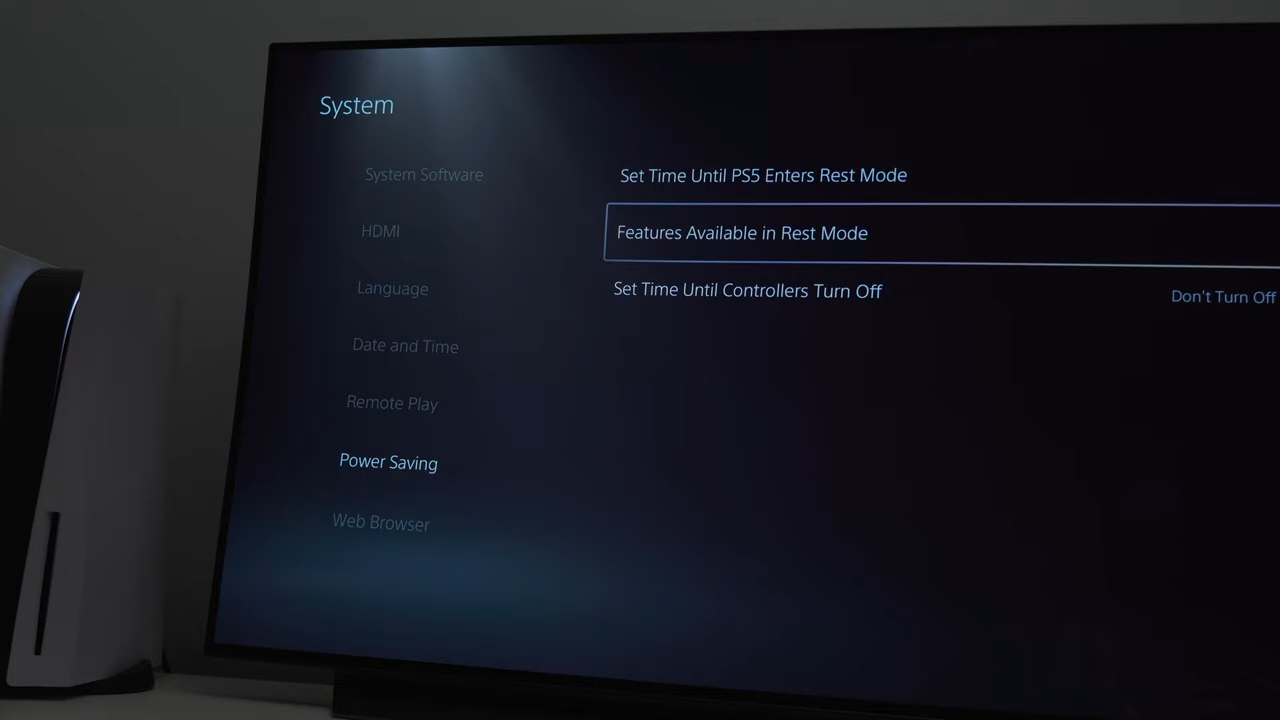 System
System Software
HDMI
Language
Date and Time
Remote Play
Power Saving
Web Browser
Set Time Until PS5 Enters Rest Mode
Features Available in Rest Mode
Set Time Until Controllers Turn Off
Don't Turn Off